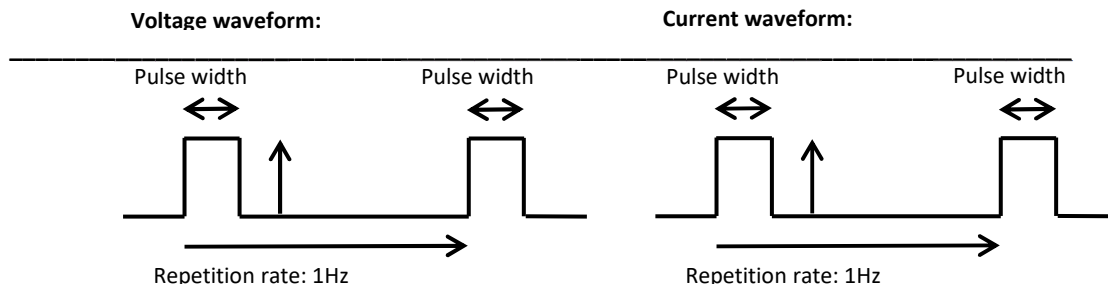 Voltage waveform:
Current waveform:
Pulse width
Pulse width
Pulse width
Pulse width
Repetition rate: 1Hz
Repetition rate: 1Hz